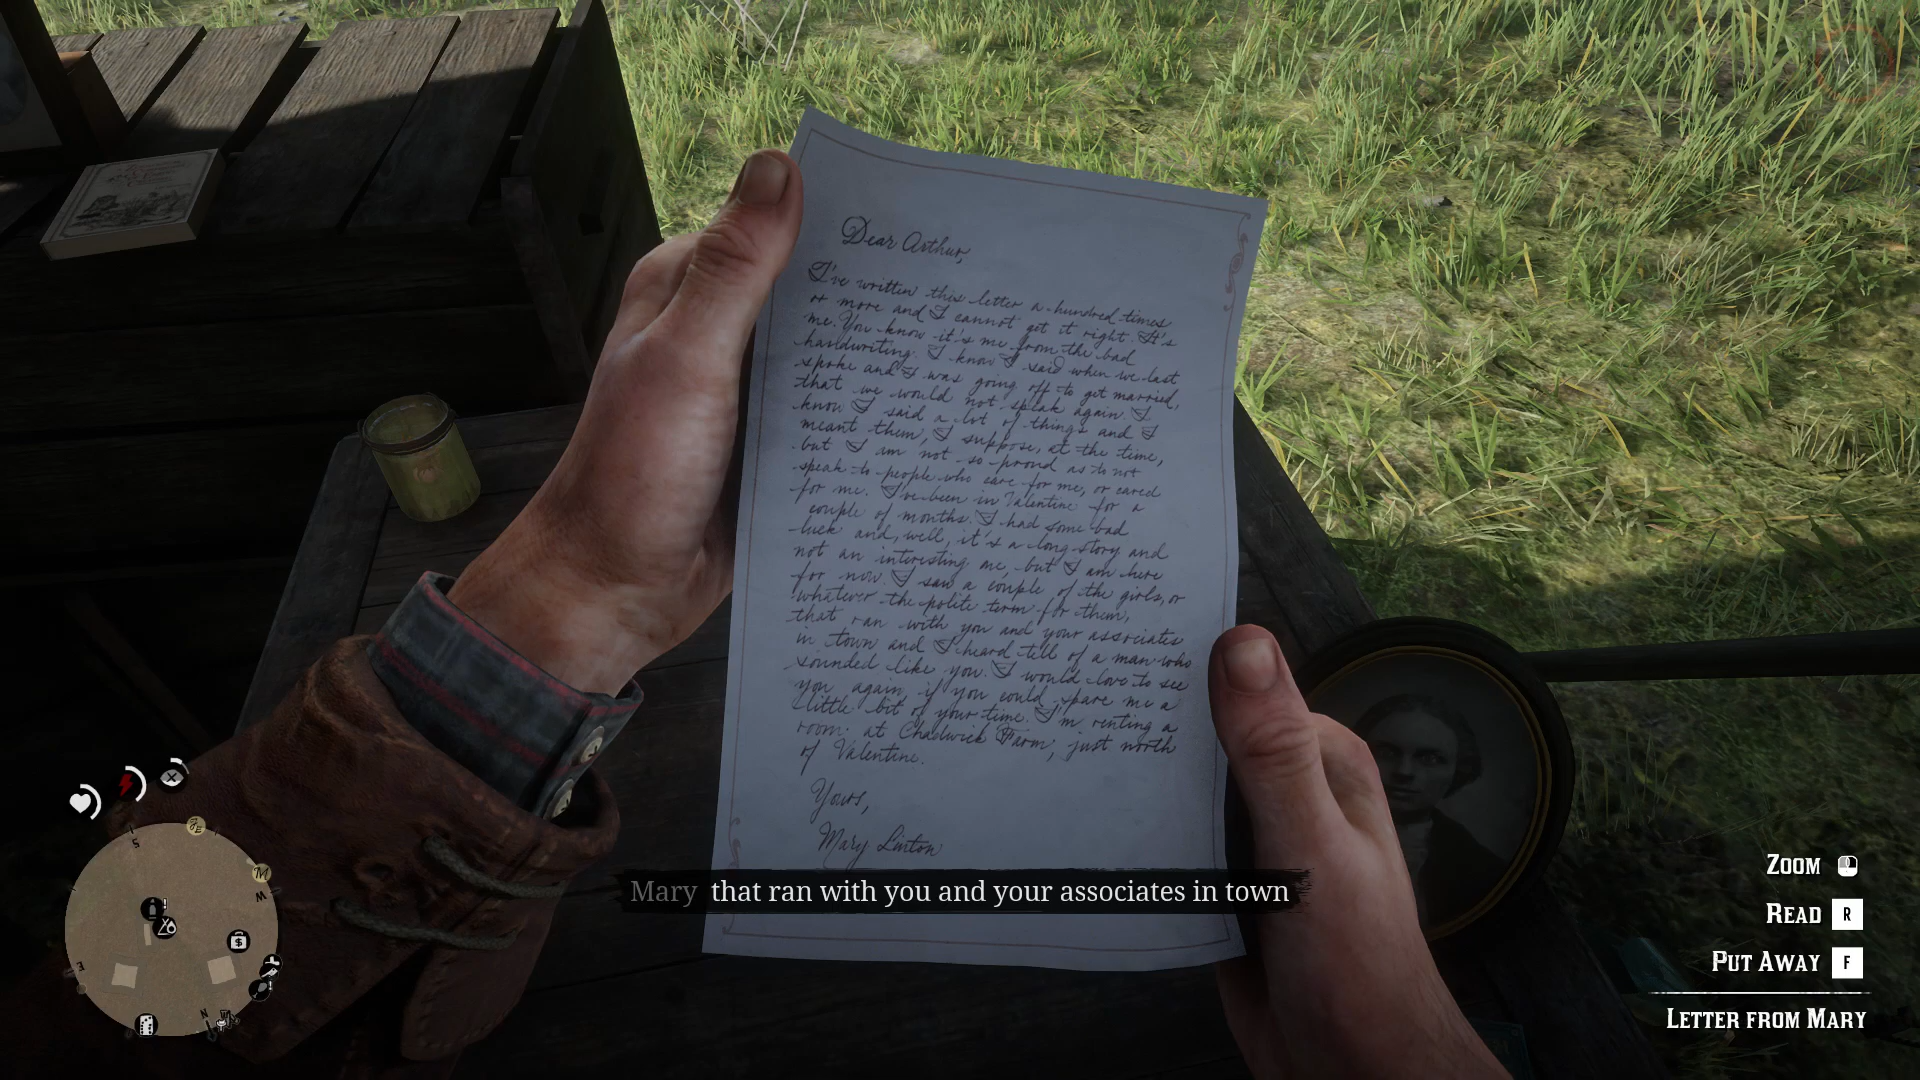 Dear Arthur,
I've written this letter a hundred times
or more and I cannot get it right. It's
me. You know it's me from the bad
handwriting. I know I said when we last
spoke and I was going off to get married,
that we would not speak again. I
know I said a lot of things and I
meant them, I suppose, at the time,
but I am not so proud as to not
speak to people who care for me, or cared
for me. I've been in Valentine for a
couple of months. I had some bad
luck and, well, it's a long story and
not an interesting one, but I am here
for now. I saw a couple of the girls, or
whatever the polite term for them,
that ran with you and your associates
in town and I heard tell of a man who
sounded like you. I would love to see
you again, if you could spare me a
little bit of your time. I'm renting a
room at Chadwick Farm, just north
of Valentine.
Yours,
Mary Linton
Mary that ran with you and your associates in town
S
W
E
N
M
$
ZOOM
READ R
PUT AWAY F
LETTER FROM MARY